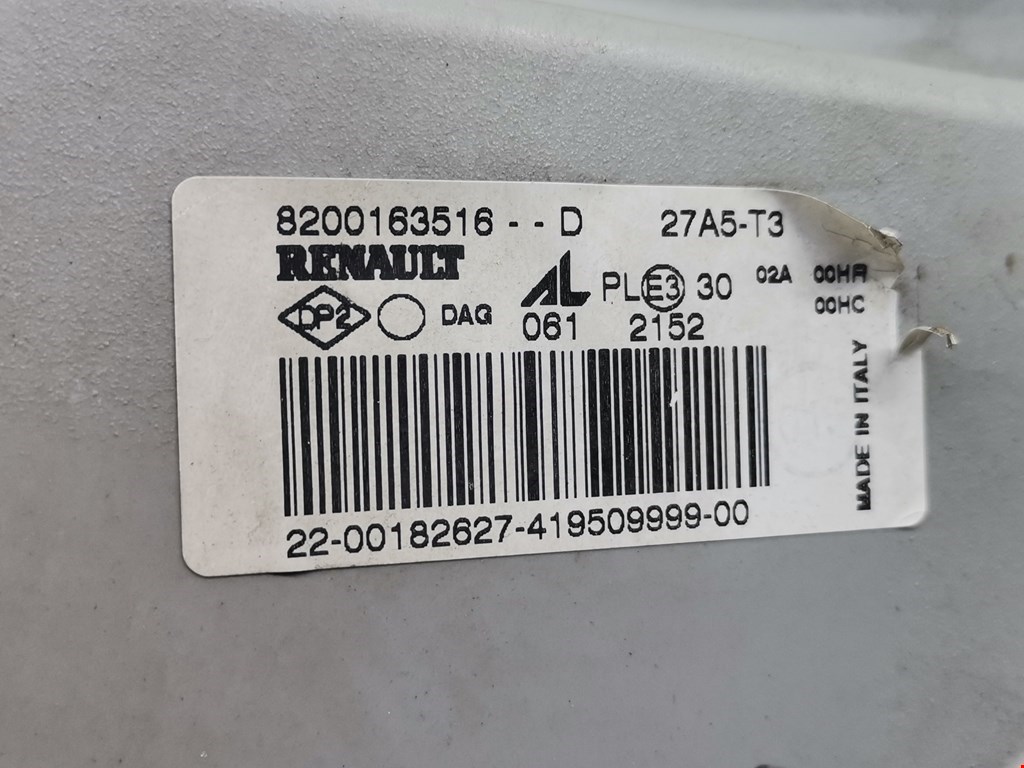 8200163516 - - D 27A5-T3
RENAULT
DP2 DAG AL PL E3 30 02A 00HR
061 2152 00HC
MADE IN ITALY
22-00182627-419509999-00